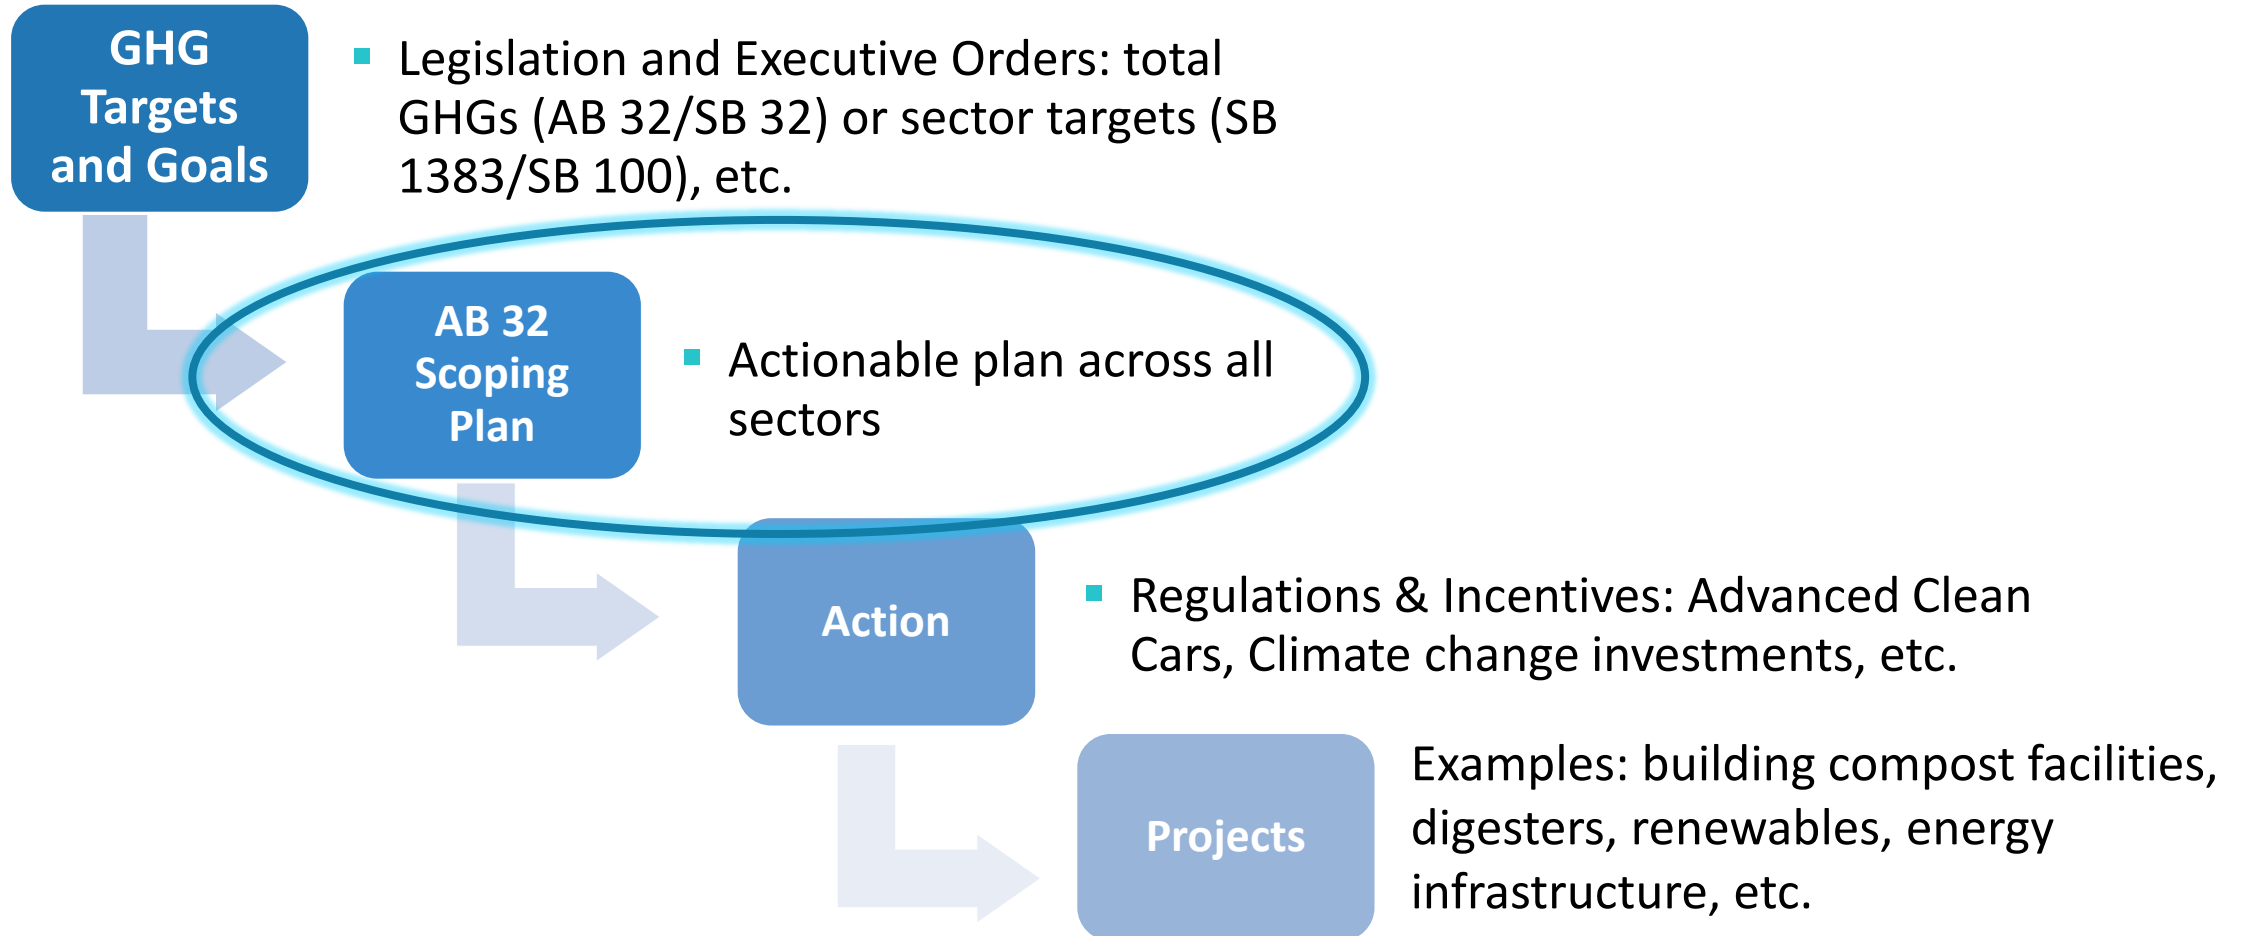 GHG
Targets
and Goals
Legislation and Executive Orders: total
GHGs (AB 32/SB 32) or sector targets (SB
1383/SB 100), etc.
AB 32
Scoping
Plan
Actionable plan across all
sectors
Action
Regulations & Incentives: Advanced Clean
Cars, Climate change investments, etc.
Projects
Examples: building compost facilities,
digesters, renewables, energy
infrastructure, etc.